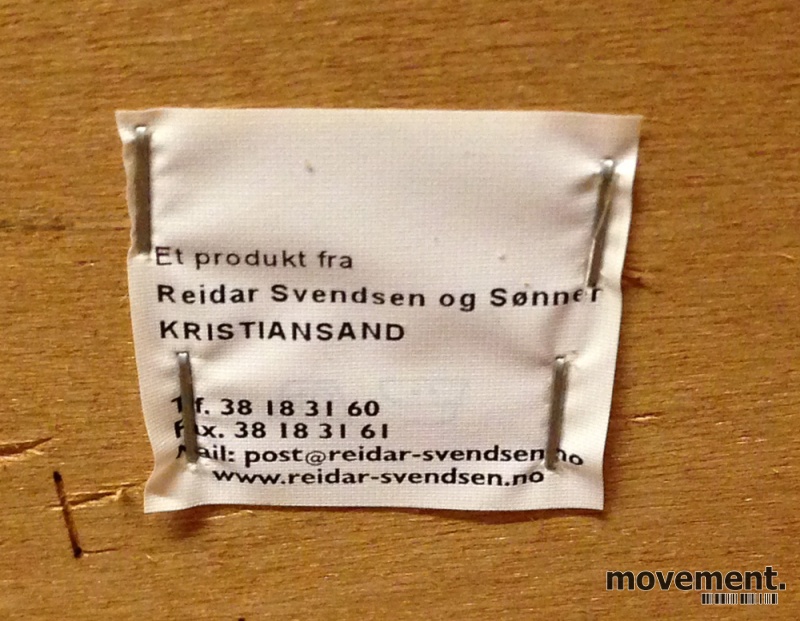 Et produkt fra
Reidar Svendsen og Sønner
KRISTIANSAND
Tlf. 38 18 31 60
Fax. 38 18 31 61
Mail: post@reidar-svendsen.no
www.reidar-svendsen.no
movement.